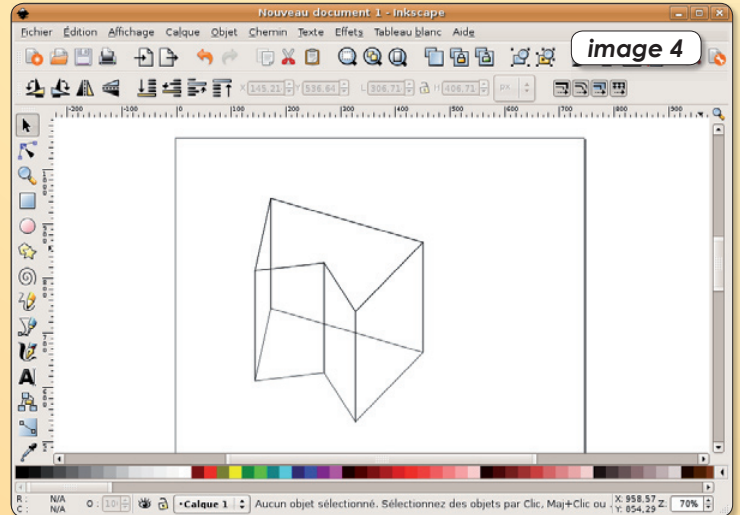 Nouveau document 1 - Inkscape
Fichier Édition Affichage Calque Objet Chemin Texte Effets Tableau blanc Aide
image 4
X 145,21 Y 536,64 L 306,71 H 406,71 px
-200 -100 0 100 200 300 400 500 600 700 800 900
R : N/A
C : N/A
O : 10 •Calque 1 Aucun objet sélectionné. Sélectionnez des objets par Clic, Maj+Clic ou X: 958,57 Z: 70%
Y: 854,29